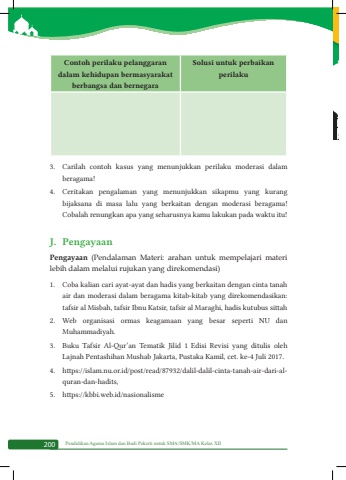 Contoh perilaku pelanggaran
dalam kehidupan bermasyarakat
berbangsa dan bernegara
Solusi untuk perbaikan
perilaku
3. Carilah contoh kasus yang menunjukkan perilaku moderasi dalam
beragama!
4. Ceritakan pengalaman yang menunjukkan sikapmu yang kurang
bijaksana di masa lalu yang berkaitan dengan moderasi beragama!
Cobalah renungkan apa yang seharusnya kamu lakukan pada waktu itu!
J. Pengayaan
Pengayaan (Pendalaman Materi: arahan untuk mempelajari materi
lebih dalam melalui rujukan yang direkomendasi)
1. Coba kalian cari ayat-ayat dan hadis yang berkaitan dengan cinta tanah
air dan moderasi dalam beragama kitab-kitab yang direkomendasikan:
tafsir al Misbah, tafsir Ibnu Katsir, tafsir al Maraghi, hadis kutubus sittah
2. Web organisasi ormas keagamaan yang besar seperti NU dan
Muhammadiyah.
3. Buku Tafsir Al-Qur'an Tematik Jilid 1 Edisi Revisi yang ditulis oleh
Lajnah Pentashihan Mushab Jakarta, Pustaka Kamil, cet. ke-4 Juli 2017.
4. https://islam.nu.or.id/post/read/87932/dalil-dalil-cinta-tanah-air-dari-al-
quran-dan-hadits,
5. https://kbbi.web.id/nasionalisme
200 Pendidikan Agama Islam dan Budi Pekerti untuk SMA/SMK/MA Kelas XII